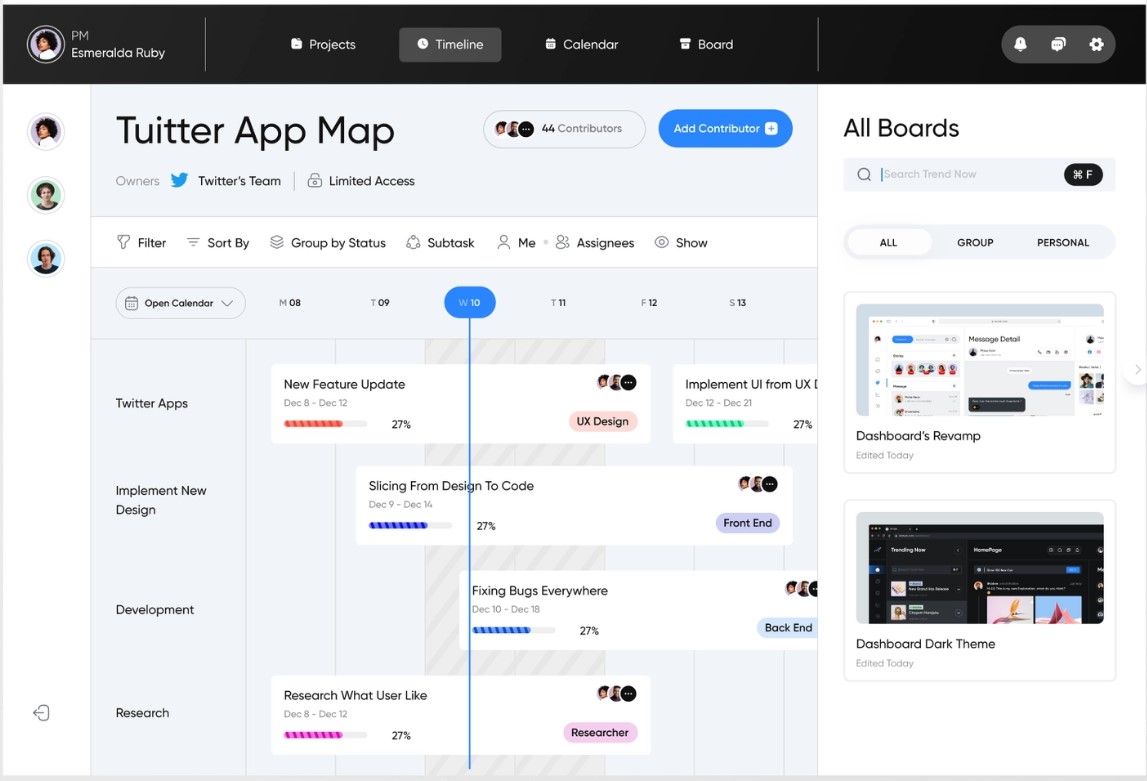 PM
Esmeralda Ruby
Projects
Timeline
Calendar
Board
Tuitter App Map
44 Contributors
Add Contributor
Owners
Twitter's Team
Limited Access
Filter
Sort By
Group by Status
Subtask
Me
Assignees
Show
Open Calendar
M 08
T 09
W 10
T 11
F 12
S 13
Twitter Apps
New Feature Update
Dec 8 - Dec 12
27%
UX Design
Implement UI from UX D
Dec 12 - Dec 21
27%
Implement New
Design
Slicing From Design To Code
Dec 9 - Dec 14
27%
Front End
Development
Fixing Bugs Everywhere
Dec 10 - Dec 18
27%
Back End
Research
Research What User Like
Dec 8 - Dec 12
27%
Researcher
All Boards
Search Trend Now
⌘ F
ALL
GROUP
PERSONAL
Message Detail
Dashboard's Revamp
Edited Today
Trending Now
HomePage
Dashboard Dark Theme
Edited Today